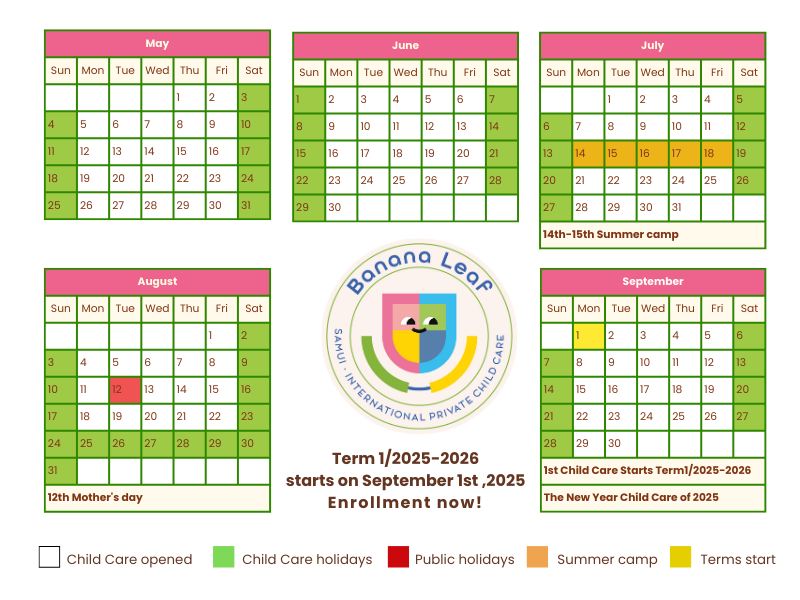 May
Sun Mon Tue Wed Thu Fri Sat
1 2 3
4 5 6 7 8 9 10
11 12 13 14 15 16 17
18 19 20 21 22 23 24
25 26 27 28 29 30 31
June
Sun Mon Tue Wed Thu Fri Sat
1 2 3 4 5 6 7
8 9 10 11 12 13 14
15 16 17 18 19 20 21
22 23 24 25 26 27 28
29 30
July
Sun Mon Tue Wed Thu Fri Sat
1 2 3 4 5
6 7 8 9 10 11 12
13 14 15 16 17 18 19
20 21 22 23 24 25 26
27 28 29 30 31
14th-15th Summer camp
August
Sun Mon Tue Wed Thu Fri Sat
1 2
3 4 5 6 7 8 9
10 11 12 13 14 15 16
17 18 19 20 21 22 23
24 25 26 27 28 29 30
31
12th Mother's day
Banana Leaf
SAMUI · INTERNATIONAL PRIVATE CHILD CARE
Term 1/2025-2026
starts on September 1st ,2025
Enrollment now!
September
Sun Mon Tue Wed Thu Fri Sat
1 2 3 4 5 6
7 8 9 10 11 12 13
14 15 16 17 18 19 20
21 22 23 24 25 26 27
28 29 30
1st Child Care Starts Term1/2025-2026
The New Year Child Care of 2025
Child Care opened Child Care holidays Public holidays Summer camp Terms start